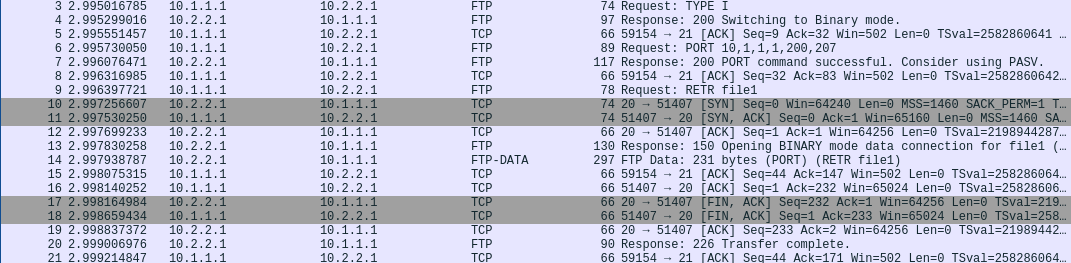 3 2.995016785 10.1.1.1 10.2.2.1 FTP 74 Request: TYPE I
4 2.995299016 10.2.2.1 10.1.1.1 FTP 97 Response: 200 Switching to Binary mode.
5 2.995551457 10.1.1.1 10.2.2.1 TCP 66 59154 → 21 [ACK] Seq=9 Ack=32 Win=502 Len=0 TSval=2582860641 …
6 2.995730050 10.1.1.1 10.2.2.1 FTP 89 Request: PORT 10,1,1,1,200,207
7 2.996076471 10.2.2.1 10.1.1.1 FTP 117 Response: 200 PORT command successful. Consider using PASV.
8 2.996316985 10.1.1.1 10.2.2.1 TCP 66 59154 → 21 [ACK] Seq=32 Ack=83 Win=502 Len=0 TSval=2582860642…
9 2.996397721 10.1.1.1 10.2.2.1 FTP 78 Request: RETR file1
10 2.997256607 10.2.2.1 10.1.1.1 TCP 74 20 → 51407 [SYN] Seq=0 Win=64240 Len=0 MSS=1460 SACK_PERM=1 T…
11 2.997530250 10.1.1.1 10.2.2.1 TCP 74 51407 → 20 [SYN, ACK] Seq=0 Ack=1 Win=65160 Len=0 MSS=1460 SA…
12 2.997699233 10.2.2.1 10.1.1.1 TCP 66 20 → 51407 [ACK] Seq=1 Ack=1 Win=64256 Len=0 TSval=2198944287…
13 2.997830258 10.2.2.1 10.1.1.1 FTP 130 Response: 150 Opening BINARY mode data connection for file1 (…
14 2.997938787 10.2.2.1 10.1.1.1 FTP-DATA 297 FTP Data: 231 bytes (PORT) (RETR file1)
15 2.998075315 10.1.1.1 10.2.2.1 TCP 66 59154 → 21 [ACK] Seq=44 Ack=147 Win=502 Len=0 TSval=258286064…
16 2.998140252 10.1.1.1 10.2.2.1 TCP 66 51407 → 20 [ACK] Seq=1 Ack=232 Win=65024 Len=0 TSval=25828606…
17 2.998164984 10.2.2.1 10.1.1.1 TCP 66 20 → 51407 [FIN, ACK] Seq=232 Ack=1 Win=64256 Len=0 TSval=219…
18 2.998659434 10.1.1.1 10.2.2.1 TCP 66 51407 → 20 [FIN, ACK] Seq=1 Ack=233 Win=65024 Len=0 TSval=258…
19 2.998837372 10.2.2.1 10.1.1.1 TCP 66 20 → 51407 [ACK] Seq=233 Ack=2 Win=64256 Len=0 TSval=21989442…
20 2.999006976 10.2.2.1 10.1.1.1 FTP 90 Response: 226 Transfer complete.
21 2.999214847 10.1.1.1 10.2.2.1 TCP 66 59154 → 21 [ACK] Seq=44 Ack=171 Win=502 Len=0 TSval=258286064…